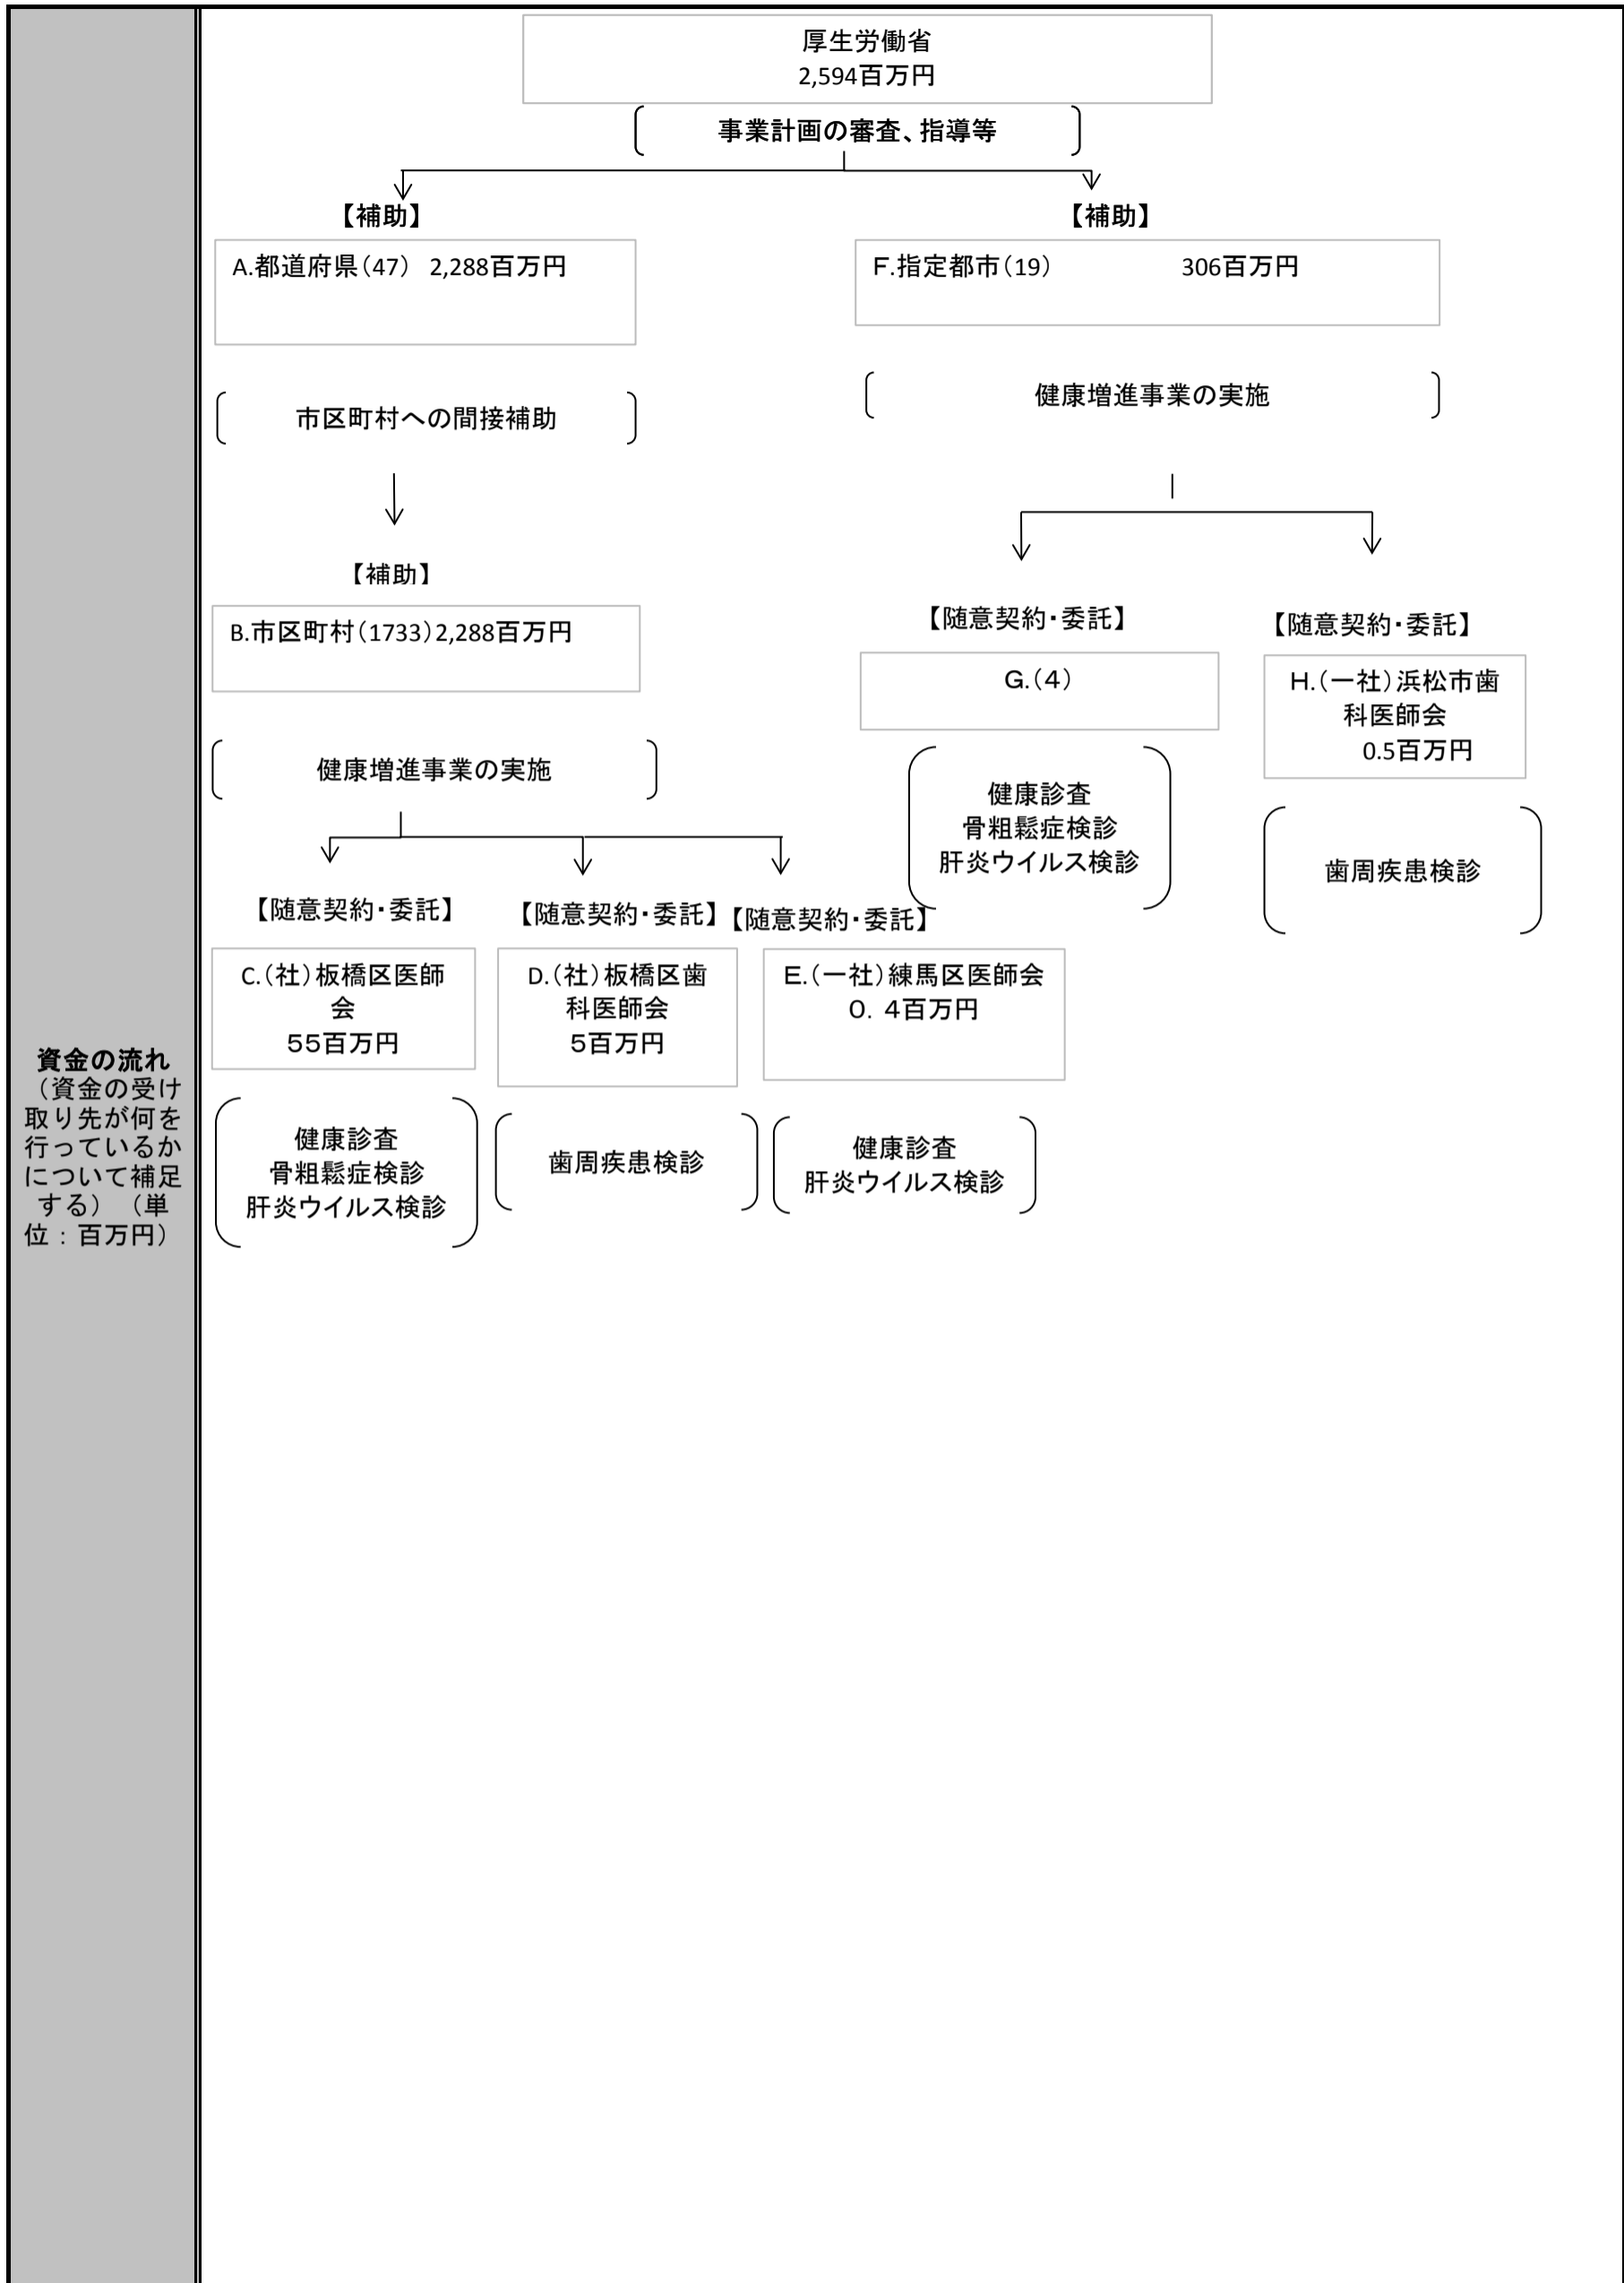 資金の流れ
（資金の受け
取り先が何を
行っているか
について補足
する）（単
位：百万円）
厚生労働省
2,594百万円
事業計画の審査、指導等
【補助】
A.都道府県（47） 2,288百万円
市区町村への間接補助
【補助】
B.市区町村（1733）2,288百万円
健康増進事業の実施
【随意契約・委託】
C.（社）板橋区医師
会
55百万円
健康診査
骨粗鬆症検診
肝炎ウイルス検診
【随意契約・委託】
D.（社）板橋区歯
科医師会
5百万円
歯周疾患検診
【随意契約・委託】
E.（一社）練馬区医師会
０．４百万円
健康診査
肝炎ウイルス検診
【補助】
F.指定都市（19） 306百万円
健康増進事業の実施
【随意契約・委託】
G.（4）
健康診査
骨粗鬆症検診
肝炎ウイルス検診
【随意契約・委託】
H.（一社）浜松市歯
科医師会
0.5百万円
歯周疾患検診